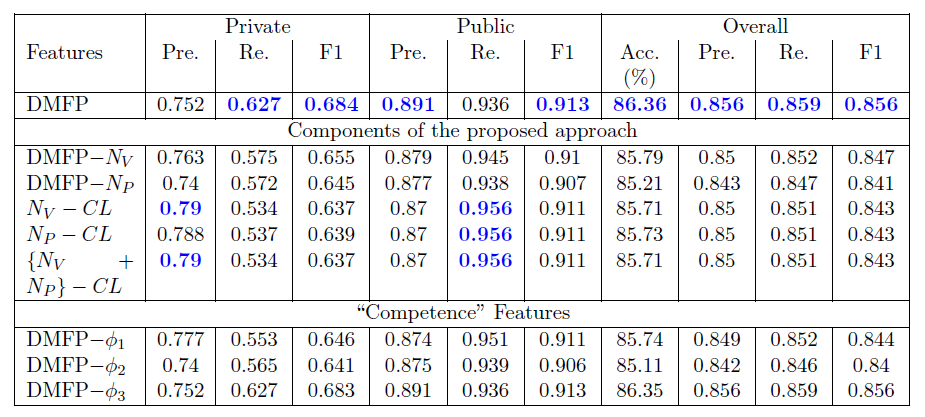 Private Public Overall
Features Pre. Re. F1 Pre. Re. F1 Acc. Pre. Re. F1
(%)
DMFP 0.752 0.627 0.684 0.891 0.936 0.913 86.36 0.856 0.859 0.856
Components of the proposed approach
DMFP−N_V 0.763 0.575 0.655 0.879 0.945 0.91 85.79 0.85 0.852 0.847
DMFP−N_P 0.74 0.572 0.645 0.877 0.938 0.907 85.21 0.843 0.847 0.841
N_V − CL 0.79 0.534 0.637 0.87 0.956 0.911 85.71 0.85 0.851 0.843
N_P − CL 0.788 0.537 0.639 0.87 0.956 0.911 85.73 0.85 0.851 0.843
{N_V + 0.79 0.534 0.637 0.87 0.956 0.911 85.71 0.85 0.851 0.843
N_P} − CL
“Competence” Features
DMFP−ϕ1 0.777 0.553 0.646 0.874 0.951 0.911 85.74 0.849 0.852 0.844
DMFP−ϕ2 0.74 0.565 0.641 0.875 0.939 0.906 85.11 0.842 0.846 0.84
DMFP−ϕ3 0.752 0.627 0.683 0.891 0.936 0.913 86.35 0.856 0.859 0.856